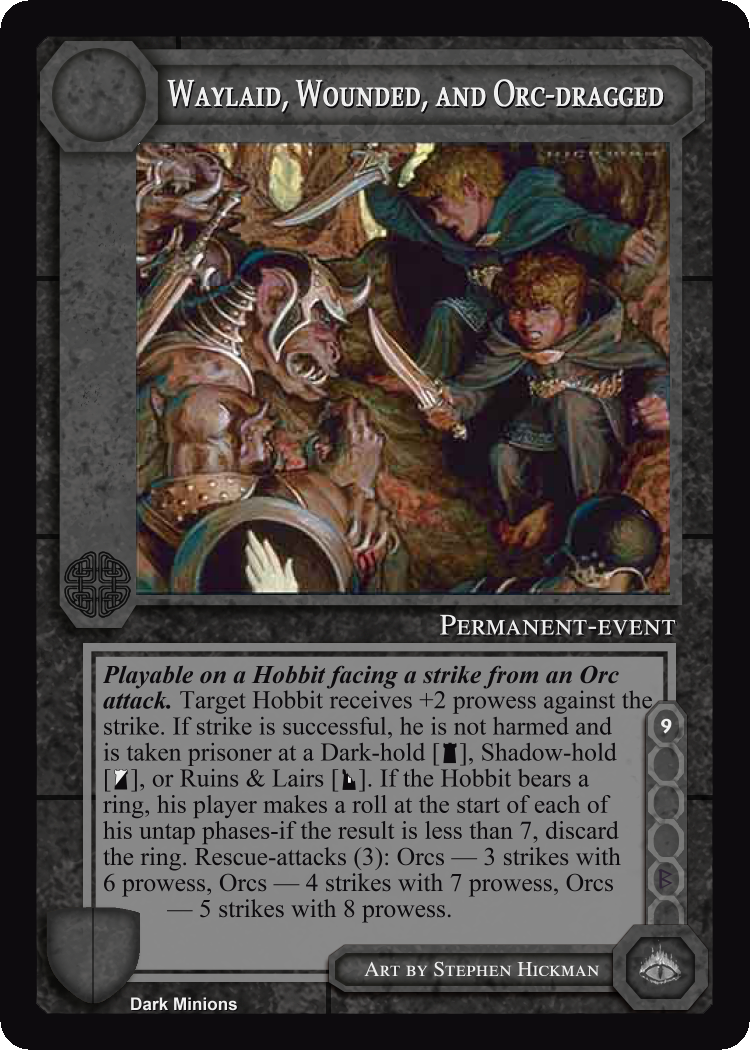 Waylaid, Wounded, and Orc-dragged
Permanent-event
Playable on a Hobbit facing a strike from an Orc
attack. Target Hobbit receives +2 prowess against the
strike. If strike is successful, he is not harmed and
is taken prisoner at a Dark-hold [], Shadow-hold
[], or Ruins & Lairs []. If the Hobbit bears a
ring, his player makes a roll at the start of each of
his untap phases-if the result is less than 7, discard
the ring. Rescue-attacks (3): Orcs — 3 strikes with
6 prowess, Orcs — 4 strikes with 7 prowess, Orcs
— 5 strikes with 8 prowess.
9
Art by Stephen Hickman
Dark Minions